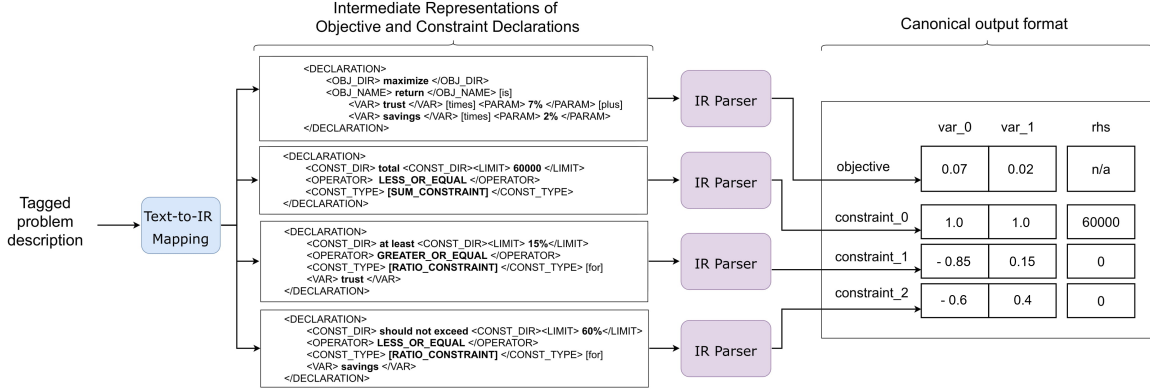 Intermediate Representations of
Objective and Constraint Declarations
Canonical output format
Tagged
problem
description
Text-to-IR
Mapping
<DECLARATION>
<OBJ_DIR> maximize </OBJ_DIR>
<OBJ_NAME> return </OBJ_NAME> [is]
<VAR> trust </VAR> [times] <PARAM> 7% </PARAM> [plus]
<VAR> savings </VAR> [times] <PARAM> 2% </PARAM>
</DECLARATION>
<DECLARATION>
<CONST_DIR> total <CONST_DIR><LIMIT> 60000 </LIMIT>
<OPERATOR> LESS_OR_EQUAL </OPERATOR>
<CONST_TYPE> [SUM_CONSTRAINT] </CONST_TYPE>
</DECLARATION>
<DECLARATION>
<CONST_DIR> at least <CONST_DIR><LIMIT> 15%</LIMIT>
<OPERATOR> GREATER_OR_EQUAL </OPERATOR>
<CONST_TYPE> [RATIO_CONSTRAINT] </CONST_TYPE> [for]
<VAR> trust </VAR>
</DECLARATION>
<DECLARATION>
<CONST_DIR> should not exceed <CONST_DIR><LIMIT> 60%</LIMIT>
<OPERATOR> LESS_OR_EQUAL </OPERATOR>
<CONST_TYPE> [RATIO_CONSTRAINT] </CONST_TYPE> [for]
<VAR> savings </VAR>
</DECLARATION>
IR Parser
IR Parser
IR Parser
IR Parser
var_0 var_1 rhs
objective 0.07 0.02 n/a
constraint_0 1.0 1.0 60000
constraint_1 - 0.85 0.15 0
constraint_2 - 0.6 0.4 0